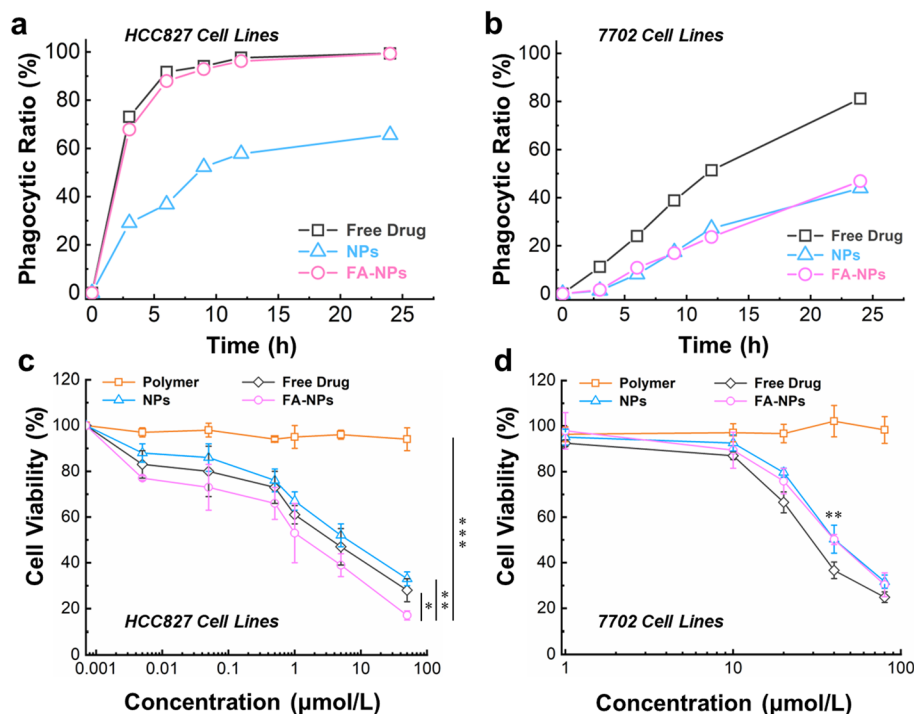 a
HCC827 Cell Lines
Phagocytic Ratio (%)
100
80
60
40
20
0
Free Drug
NPs
FA-NPs
0 5 10 15 20 25
Time (h)
b
7702 Cell Lines
Phagocytic Ratio (%)
100
80
60
40
20
0
Free Drug
NPs
FA-NPs
0 5 10 15 20 25
Time (h)
c
Cell Viability (%)
120
100
80
60
40
20
0
Polymer Free Drug
NPs FA-NPs
***
**
*
HCC827 Cell Lines
0.001 0.01 0.1 1 10 100
Concentration (μmol/L)
d
Cell Viability (%)
120
100
80
60
40
20
0
Polymer Free Drug
NPs FA-NPs
**
7702 Cell Lines
1 10 100
Concentration (μmol/L)